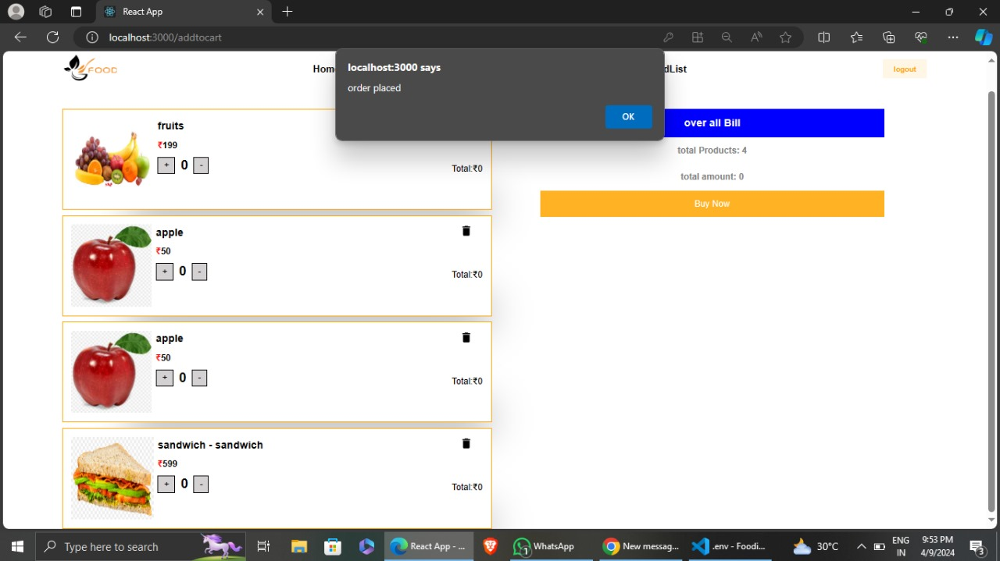 React App
localhost:3000/addtocart
FOOD
Hom
dList
logout
localhost:3000 says
order placed
OK
fruits
₹199
+ 0 -
Total:₹0
apple
₹50
+ 0 -
Total:₹0
apple
₹50
+ 0 -
Total:₹0
sandwich - sandwich
₹599
+ 0 -
Total:₹0
over all Bill
total Products: 4
total amount: 0
Buy Now
Type here to search
React App - ...
1
WhatsApp
New messag...
.env - Foodi...
30°C
ENG
IN
9:53 PM
4/9/2024
3